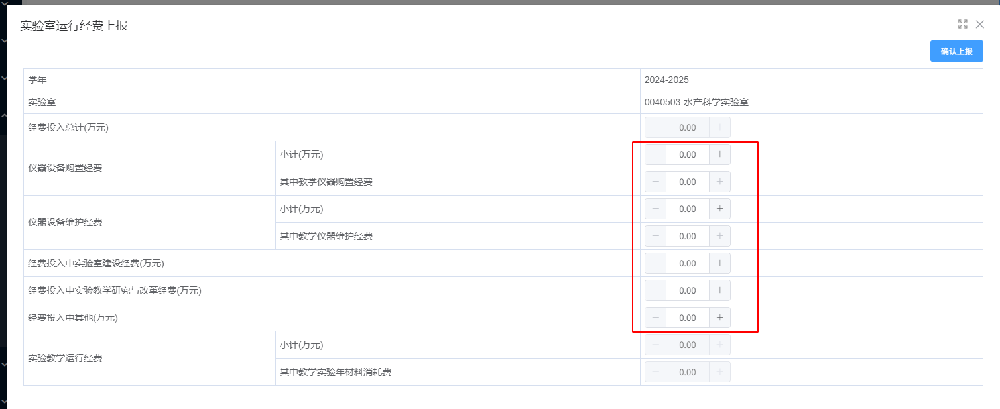 实验室运行经费上报
确认上报
学年 2024-2025
实验室 0040503-水产科学实验室
经费投入总计(万元) 0.00
仪器设备购置经费
小计(万元) 0.00
其中教学仪器购置经费 0.00
仪器设备维护经费
小计(万元) 0.00
其中教学仪器维护经费 0.00
经费投入中实验室建设经费(万元) 0.00
经费投入中实验教学研究与改革经费(万元) 0.00
经费投入中其他(万元) 0.00
实验教学运行经费
小计(万元) 0.00
其中教学实验年材料消耗费 0.00